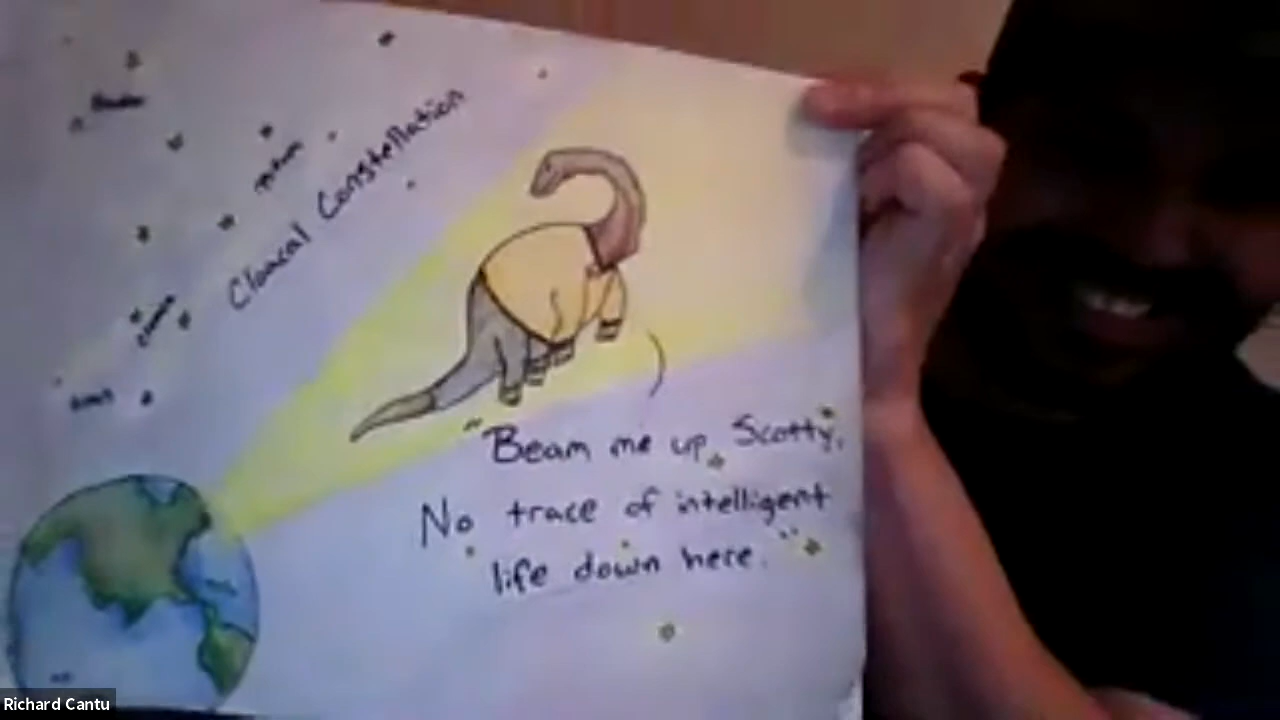 Cloacal Constellation
"Beam me up, Scotty,
No trace of intelligent
life down here."
Richard Cantu